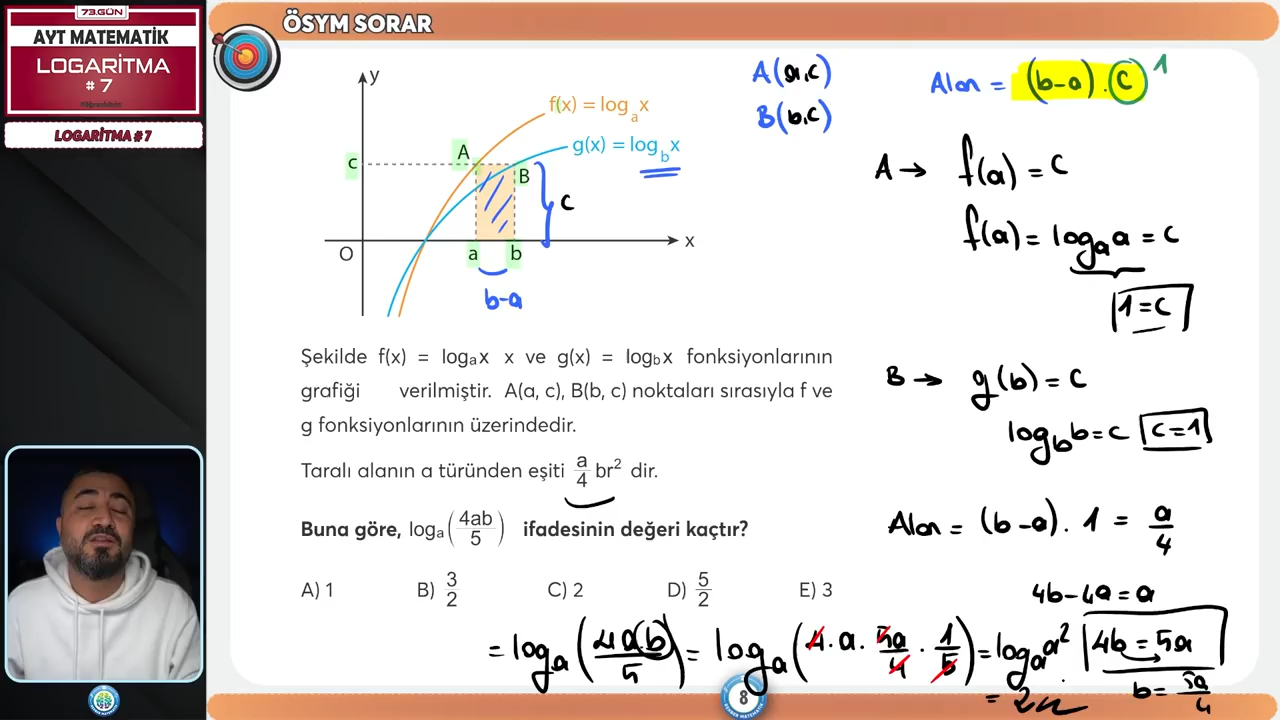 73.GÜN
AYT MATEMATİK
LOGARİTMA
# 7
LOGARİTMA # 7
ÖSYM SORAR
y
f(x) = logₐx
g(x) = log_b x
c
A
B
c
O
a
b
x
b-a
A(a,c)
B(b,c)
Şekilde f(x) = logₐx x ve g(x) = log_b x fonksiyonlarının
grafiği verilmiştir. A(a, c), B(b, c) noktaları sırasıyla f ve
g fonksiyonlarının üzerindedir.
Taralı alanın a türünden eşiti a/4 br² dir.
Buna göre, logₐ(4ab/5) ifadesinin değeri kaçtır?
A) 1 B) 3/2 C) 2 D) 5/2 E) 3
Alan = (b-a).c 1
A → f(a) = c
f(a) = logₐa = c
1=c
B → g(b) = c
log_b b = c c=1
Alan = (b-a). 1 = a/4
4b-4a = a
4b = 5a
b = 5a/4
= logₐ(4ab/5) = logₐ(4.a.5a/4.1/5) = logₐa²
= 2
8